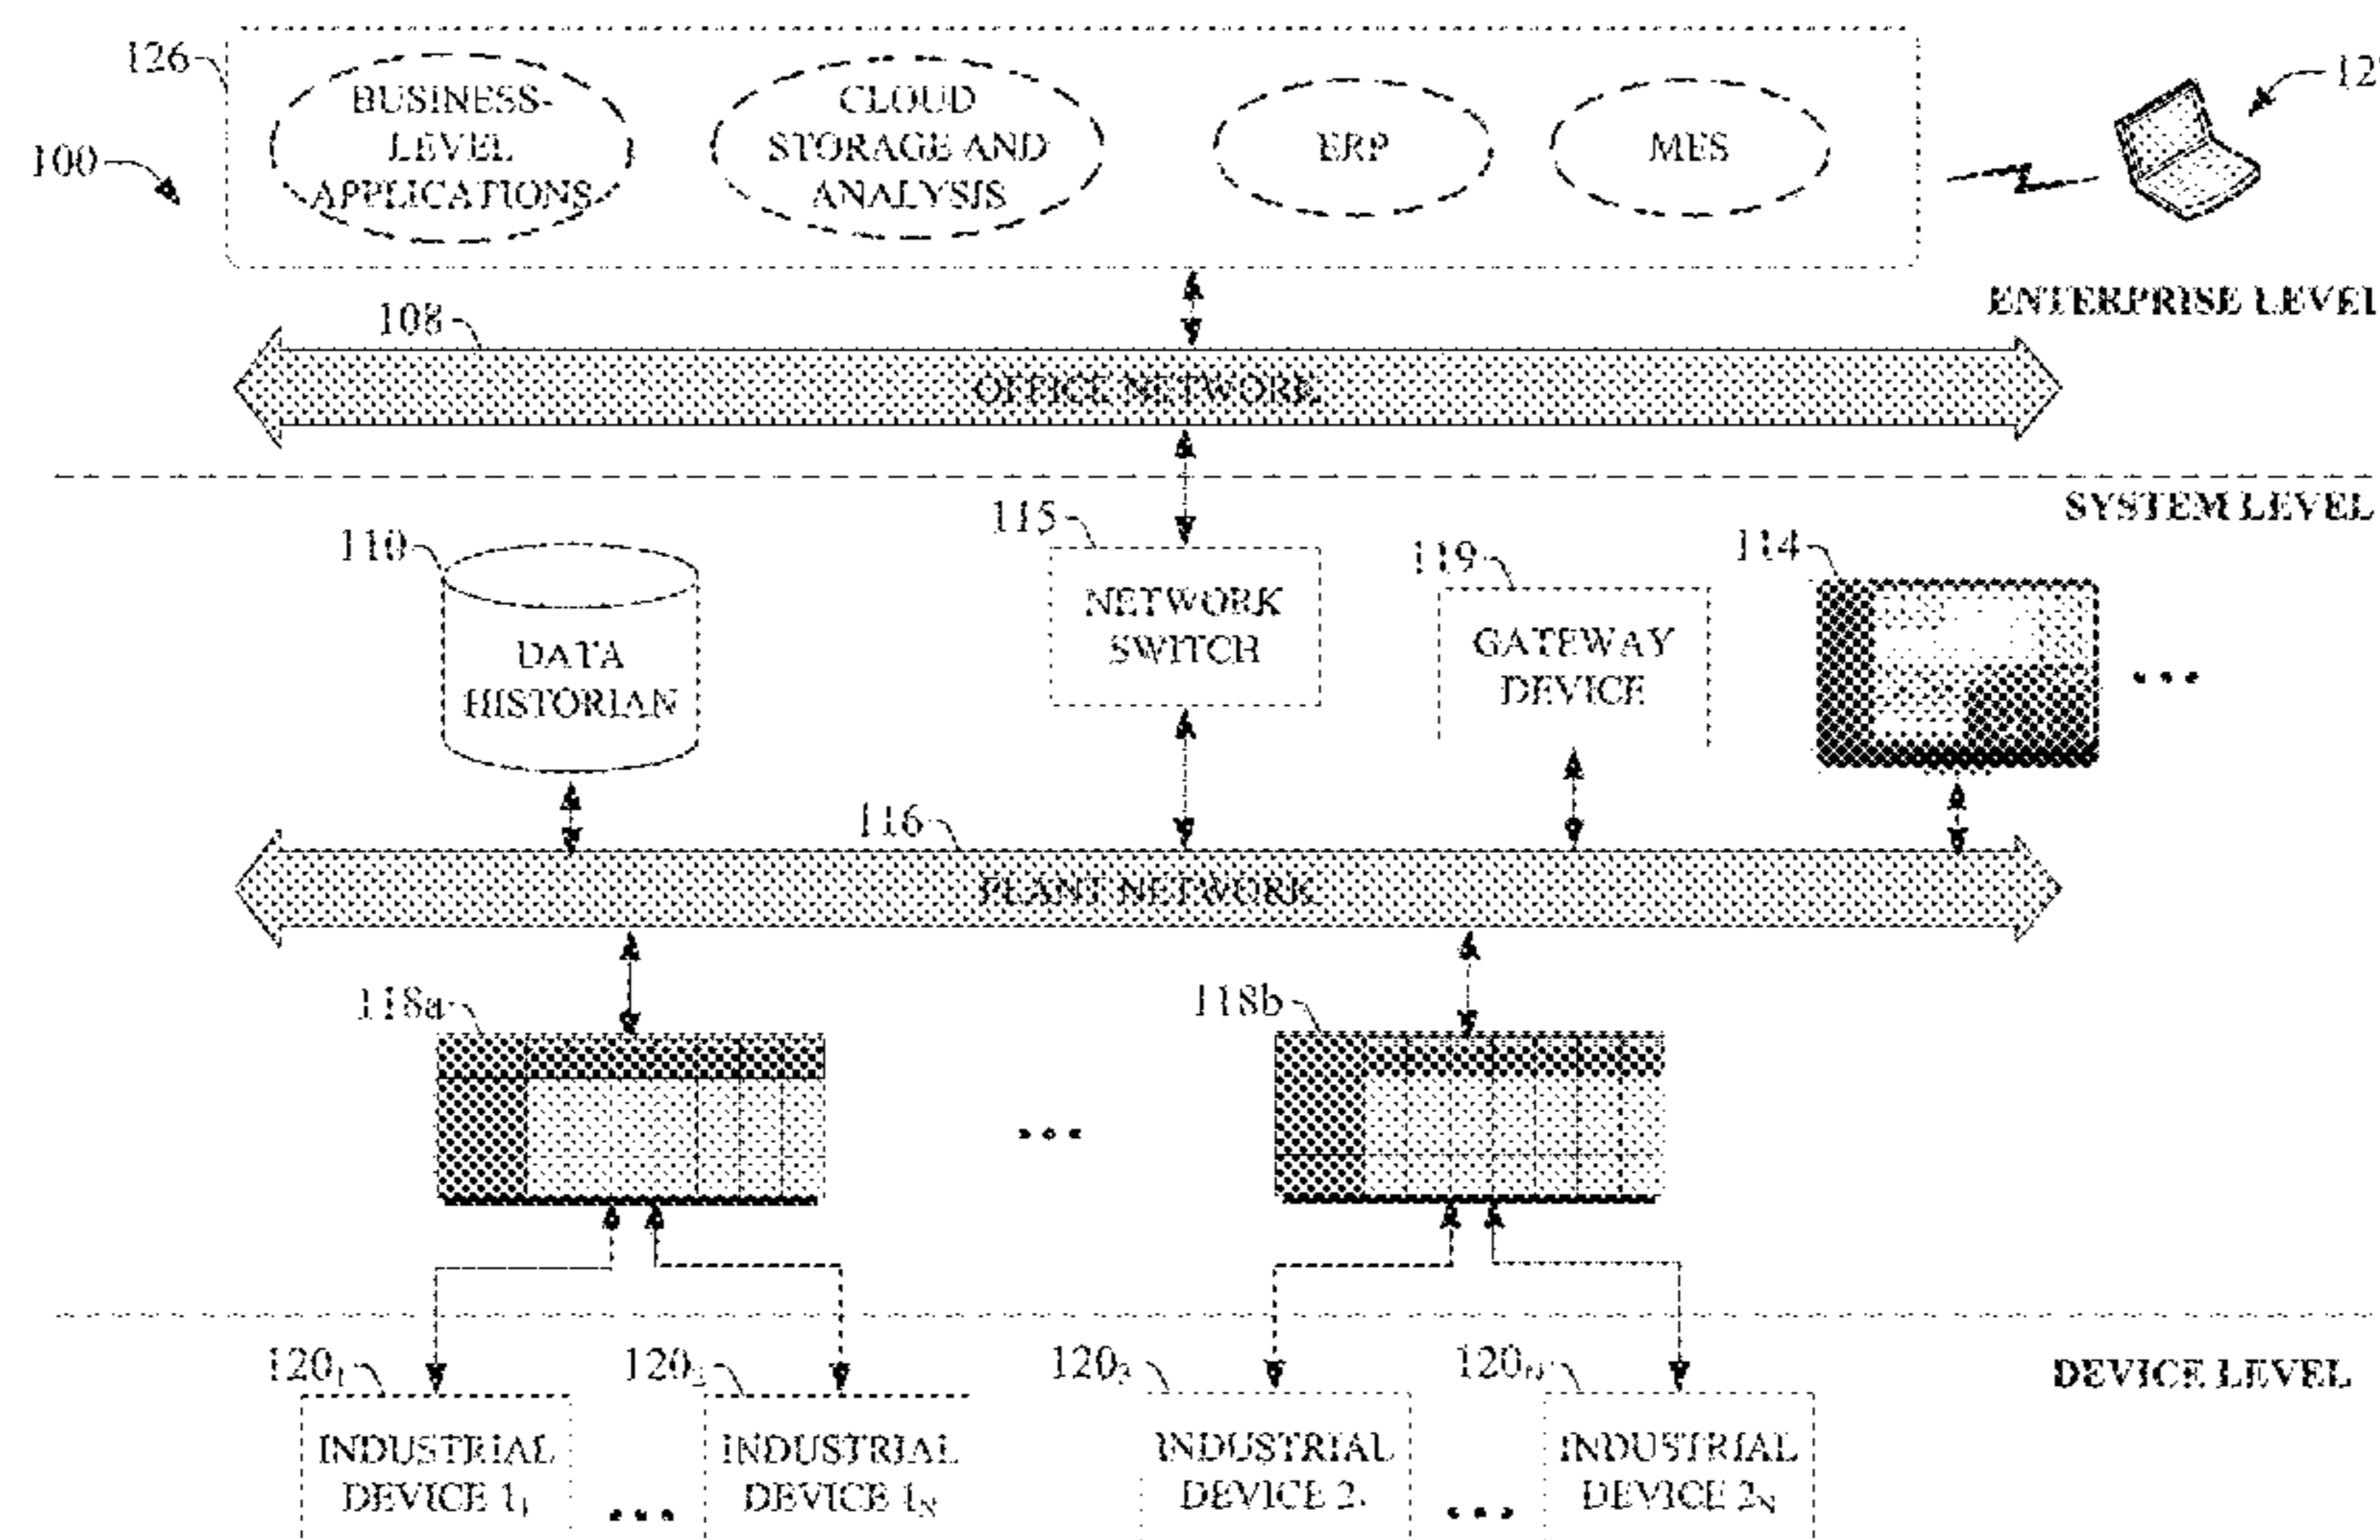 126
BUSINESS-
LEVEL
APPLICATIONS
CLOUD
STORAGE AND
ANALYSIS
ERP
MES
100
ENTERPRISE LEVEL
108
OFFICE NETWORK
SYSTEM LEVEL
110
DATA
HISTORIAN
115
NETWORK
SWITCH
119
GATEWAY
DEVICE
114
...
116
PLANT NETWORK
118a
118b
...
DEVICE LEVEL
120₁
INDUSTRIAL
DEVICE 1₁
...
INDUSTRIAL
DEVICE 1ₙ
INDUSTRIAL
DEVICE
...
INDUSTRIAL
DEVICE 2ₙ